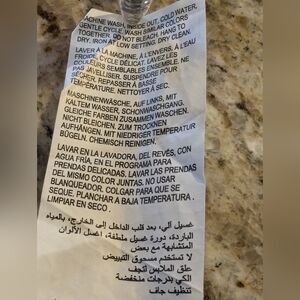 MACHINE WASH, INSIDE OUT, COLD WATER,
GENTLE CYCLE. WASH SIMILAR COLORS
TOGETHER. DO NOT BLEACH. HANG TO
DRY. IRON AT LOW SETTING. DRY CLEAN.
LAVER À LA MACHINE, À L'ENVERS, À L'EAU
FROIDE, CYCLE DÉLICAT. LAVEZ LES
COULEURS SEMBLABLES ENSEMBLE. NE
PAS JAVELLISER. SUSPENDRE POUR
SÉCHER. REPASSER À BASSE
TEMPÉRATURE. NETTOYER À SEC.
MASCHINENWÄSCHE, AUF LINKS, MIT
KALTEM WASSER, SCHONWASCHGANG.
GLEICHE FARBEN ZUSAMMEN WASCHEN.
NICHT BLEICHEN. ZUM TROCKNEN
AUFHÄNGEN. MIT NIEDRIGER TEMPERATUR
BÜGELN. CHEMISCH REINIGEN.
LAVAR EN LA LAVADORA, DEL REVÉS, CON
AGUA FRÍA, EN EL PROGRAMA PARA
PRENDAS DELICADAS. LAVAR LAS PRENDAS
DEL MISMO COLOR JUNTAS. NO USAR
BLANQUEADOR. COLGAR PARA QUE SE
SEQUE. PLANCHAR A BAJA TEMPERATURA.
LIMPIAR EN SECO.
غسيل آلي، بعد قلب الداخل إلى الخارج، بالمياه
الباردة، دورة غسيل ملطفة، اغسل الألوان
المتشابهة مع بعض
لا تستخدم مسحوق التبييض
علق الملابس لتجف
الكي بدرجات منخفضة
تنظيف جاف